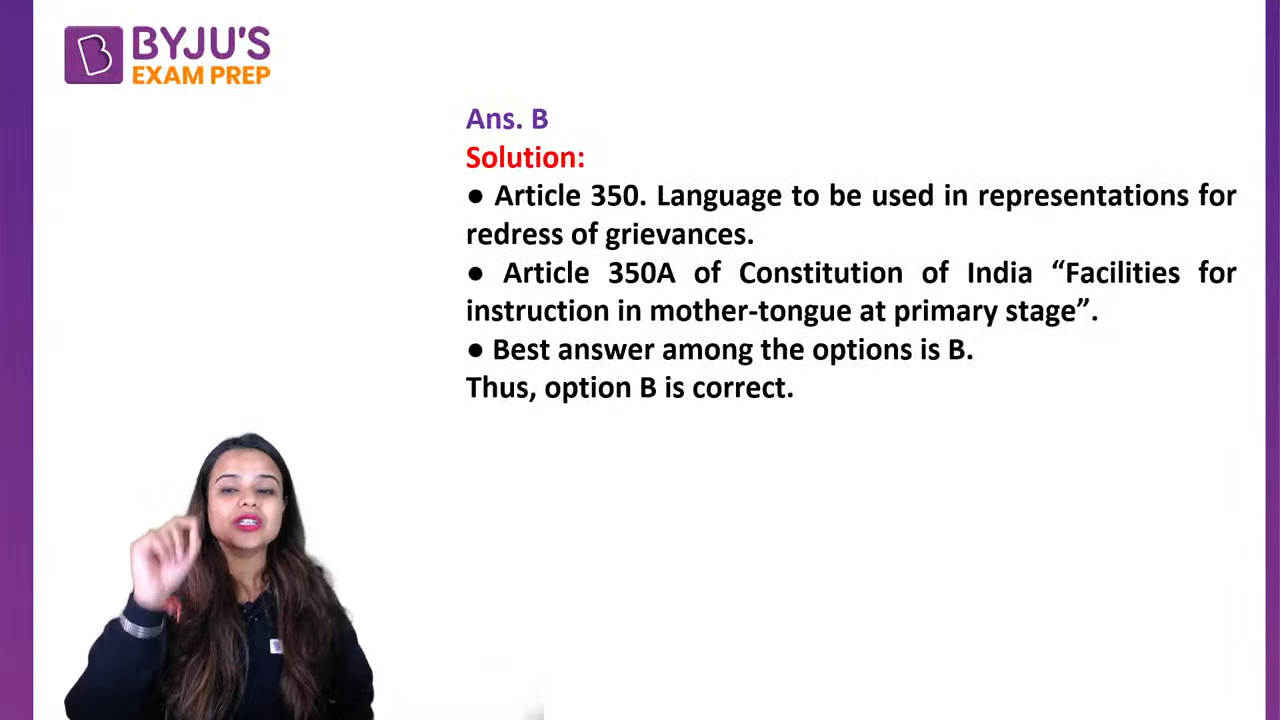 BYJU'S
EXAM PREP
Ans. B
Solution:
● Article 350. Language to be used in representations for
redress of grievances.
● Article 350A of Constitution of India “Facilities for
instruction in mother-tongue at primary stage”.
● Best answer among the options is B.
Thus, option B is correct.